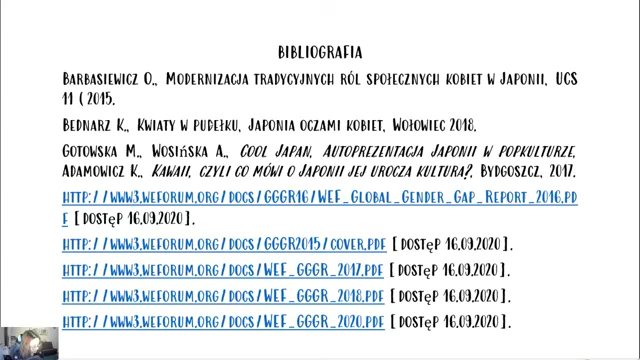 BIBLIOGRAFIA
BARBASIEWICZ O., MODERNIZACJA TRADYCYJNYCH RÓL SPOŁECZNYCH KOBIET W JAPONII, UCS
11 (2015.
BEDNARZ K., KWIATY W PUDEŁKU, JAPONIA OCZAMI KOBIET, WOŁOWIEC 2018.
GOTOWSKA M., WOSIŃSKA A., COOL JAPAN, AUTOPREZENTACJA JAPONII W POPKULTURZE,
ADAMOWICZ K., KAWAII, CZYLI CO MÓWI O JAPONII JEJ UROCZA KULTURA?, BYDGOSZCZ, 2017.
HTTP://WWW3.WEFORUM.ORG/DOCS/GGGR16/WEF_GLOBAL_GENDER_GAP_REPORT_2016.PD
F [DOSTĘP 16.09.2020].
HTTP://WWW3.WEFORUM.ORG/DOCS/GGGR2015/COVER.PDF [DOSTĘP 16.09.2020].
HTTP://WWW3.WEFORUM.ORG/DOCS/WEF_GGGR_2017.PDF [DOSTĘP 16.09.2020].
HTTP://WWW3.WEFORUM.ORG/DOCS/WEF_GGGR_2018.PDF [DOSTĘP 16.09.2020].
HTTP://WWW3.WEFORUM.ORG/DOCS/WEF_GGGR_2020.PDF [DOSTĘP 16.09.2020].